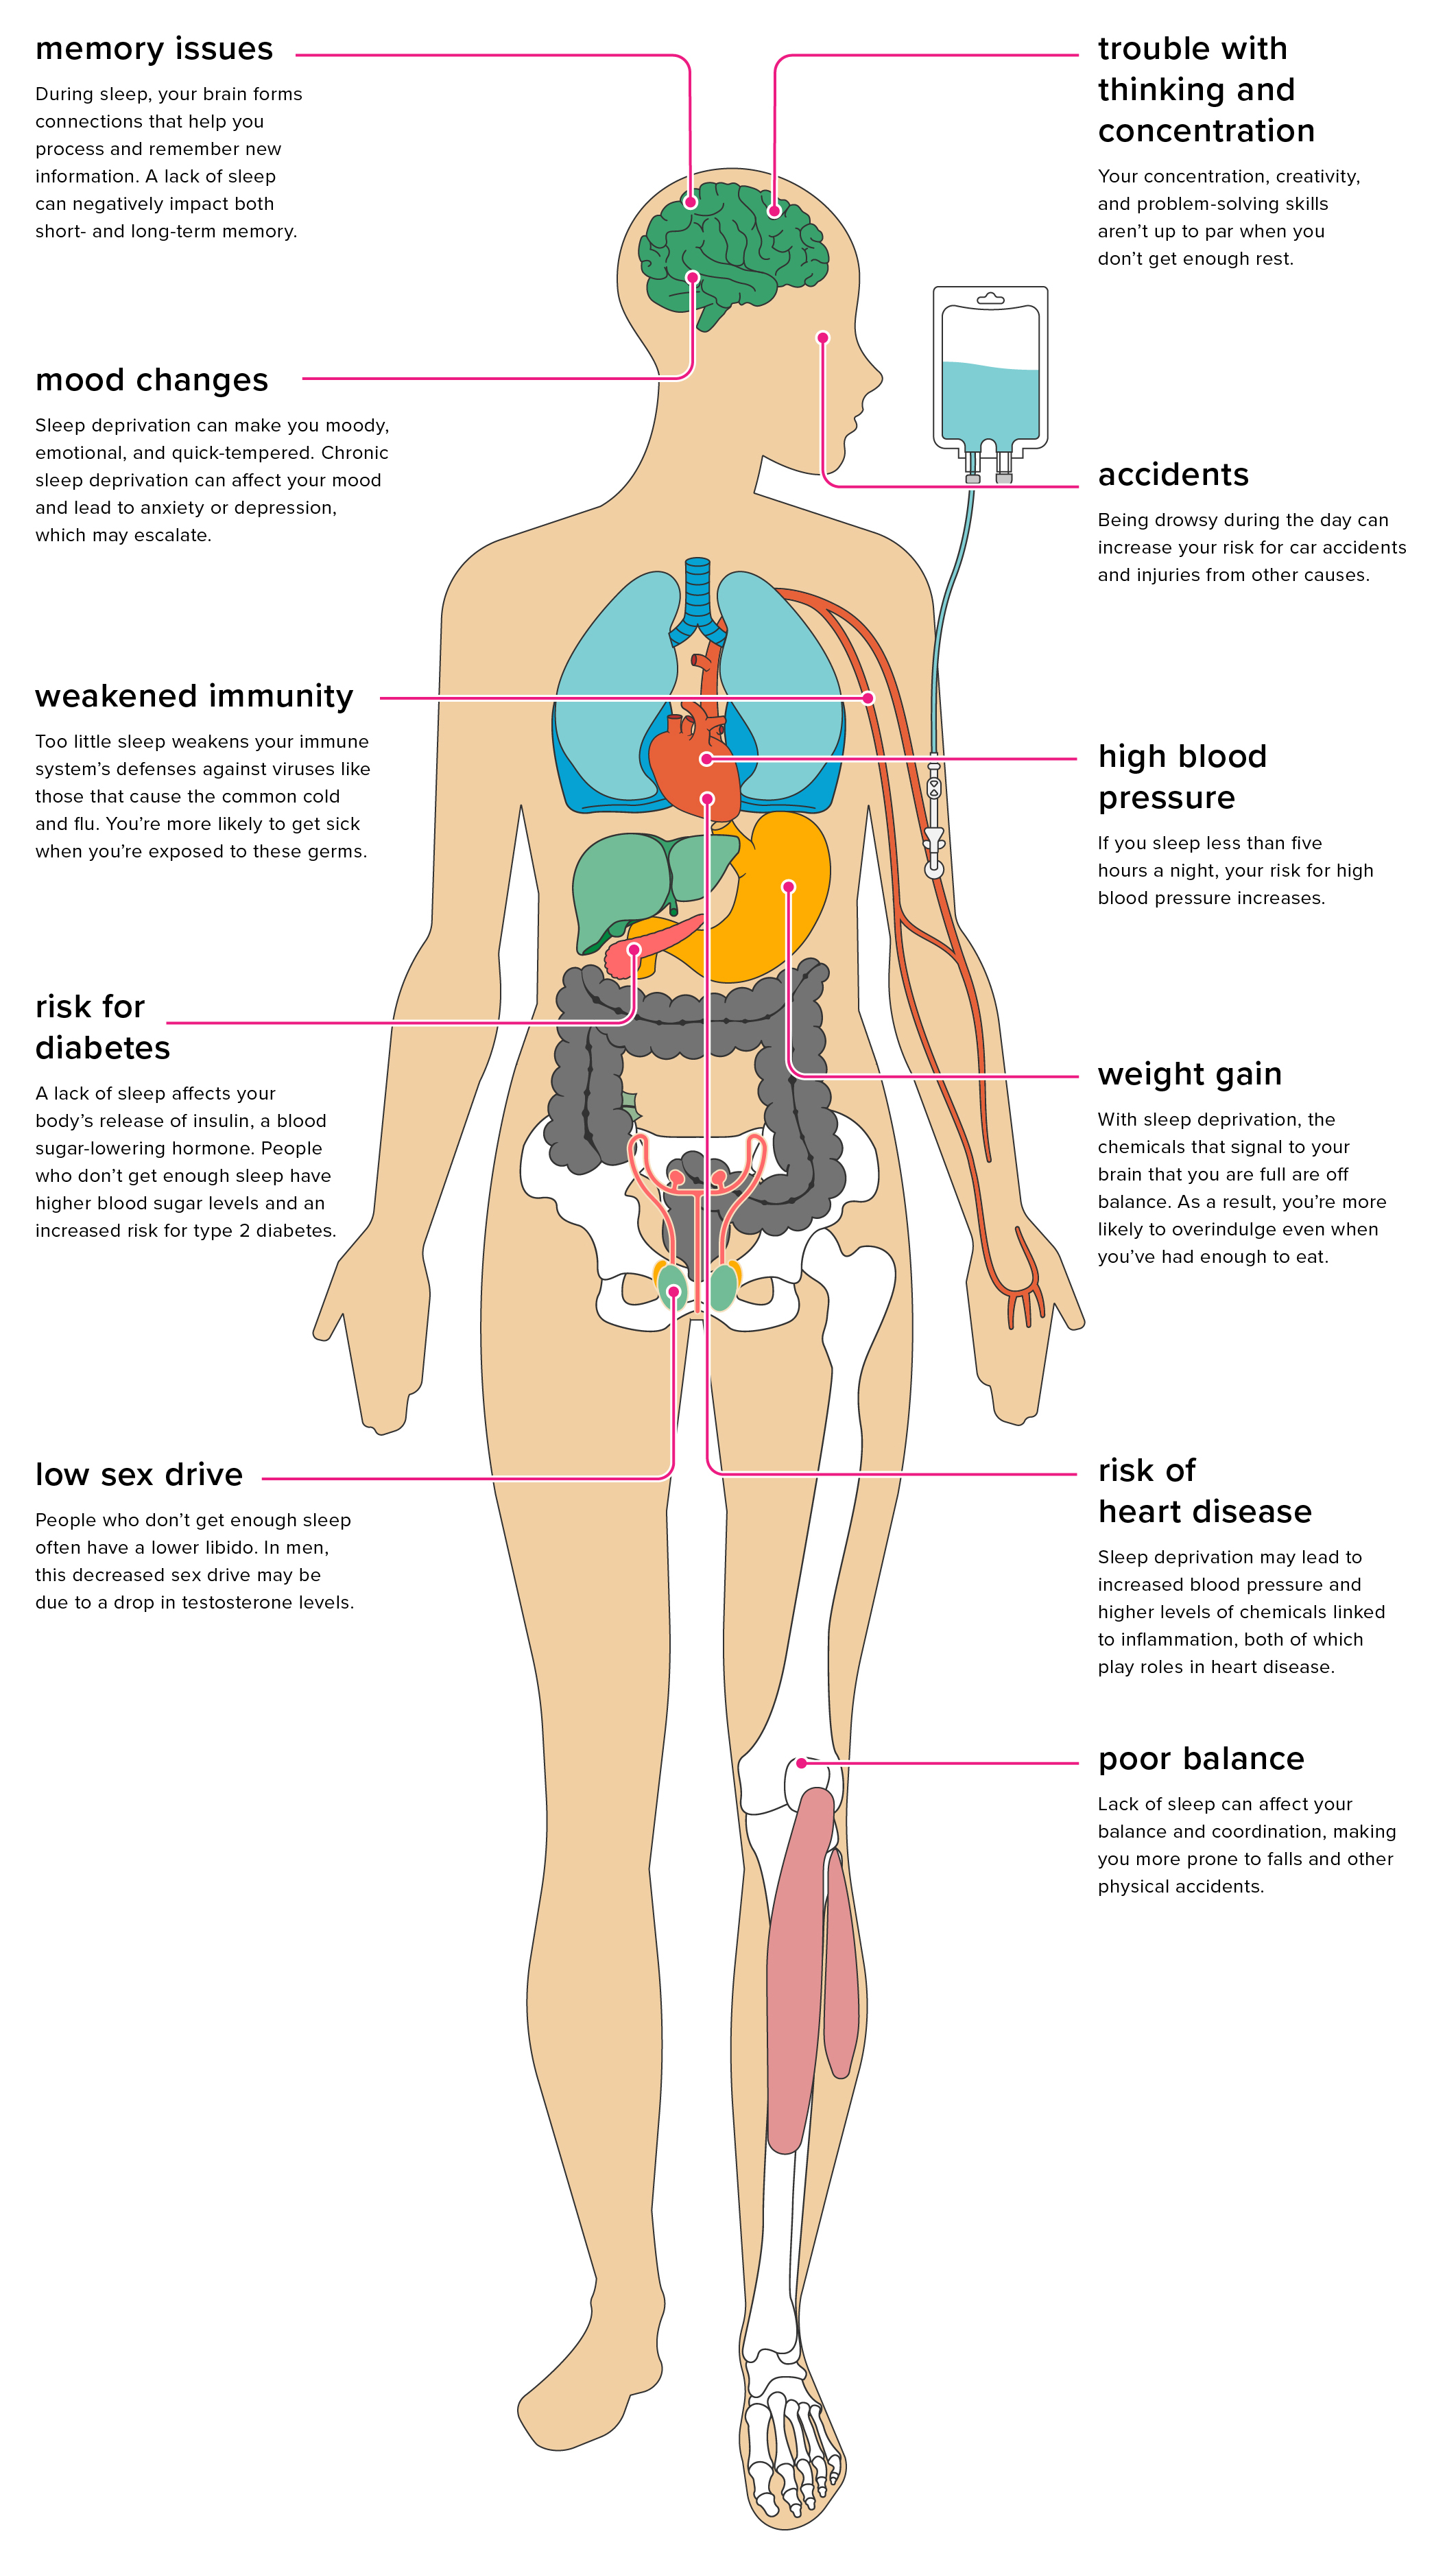 memory issues
During sleep, your brain forms
connections that help you
process and remember new
information. A lack of sleep
can negatively impact both
short- and long-term memory.
mood changes
Sleep deprivation can make you moody,
emotional, and quick-tempered. Chronic
sleep deprivation can affect your mood
and lead to anxiety or depression,
which may escalate.
weakened immunity
Too little sleep weakens your immune
system’s defenses against viruses like
those that cause the common cold
and flu. You’re more likely to get sick
when you’re exposed to these germs.
risk for
diabetes
A lack of sleep affects your
body’s release of insulin, a blood
sugar-lowering hormone. People
who don’t get enough sleep have
higher blood sugar levels and an
increased risk for type 2 diabetes.
low sex drive
People who don’t get enough sleep
often have a lower libido. In men,
this decreased sex drive may be
due to a drop in testosterone levels.
trouble with
thinking and
concentration
Your concentration, creativity,
and problem-solving skills
aren’t up to par when you
don’t get enough rest.
accidents
Being drowsy during the day can
increase your risk for car accidents
and injuries from other causes.
high blood
pressure
If you sleep less than five
hours a night, your risk for high
blood pressure increases.
weight gain
With sleep deprivation, the
chemicals that signal to your
brain that you are full are off
balance. As a result, you’re more
likely to overindulge even when
you’ve had enough to eat.
risk of
heart disease
Sleep deprivation may lead to
increased blood pressure and
higher levels of chemicals linked
to inflammation, both of which
play roles in heart disease.
poor balance
Lack of sleep can affect your
balance and coordination, making
you more prone to falls and other
physical accidents.